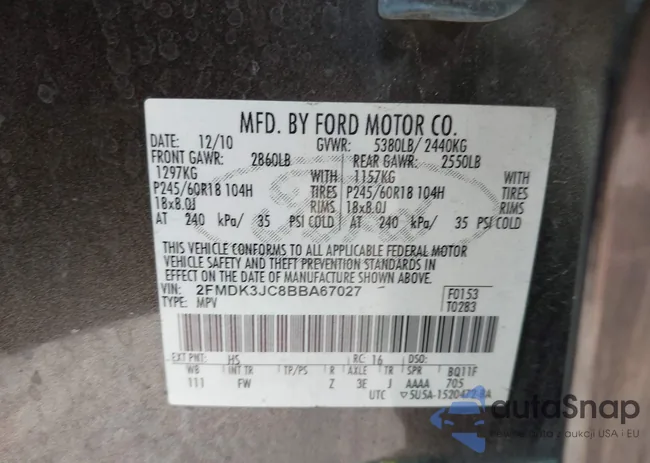 MFD. BY FORD MOTOR CO.
DATE: 12/10 GVWR: 5380LB/ 2440KG
FRONT GAWR: 2860LB REAR GAWR: 2550LB
1297KG WITH 1157KG WITH
P245/60R18 104H TIRES P245/60R18 104H TIRES
18x8.0J RIMS 18x8.0J RIMS
AT 240 kPa/ 35 PSI COLD AT 240 kPa/ 35 PSI COLD
THIS VEHICLE CONFORMS TO ALL APPLICABLE FEDERAL MOTOR
VEHICLE SAFETY AND THEFT PREVENTION STANDARDS IN
EFFECT ON THE DATE OF MANUFACTURE SHOWN ABOVE.
VIN: 2FMDK3JC8BBA67027 F0153
TYPE: MPV T0283
EXT PNT: HS RC: 16 DSO:
WB INT TR TP/PS R AXLE TR SPR BQ11F
111 FW Z 3E J AAAA 705
UTC
autoSnap
USA i EU